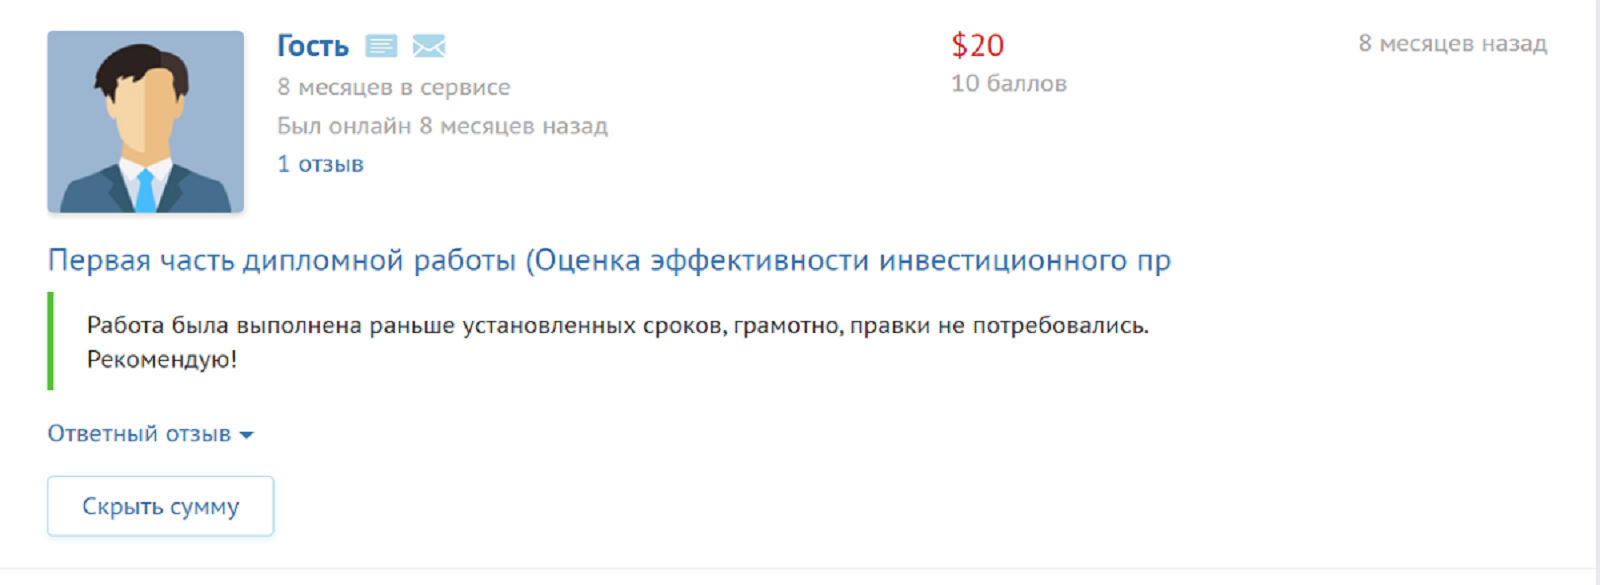 Гость
$20
8 месяцев назад
8 месяцев в сервисе
10 баллов
Был онлайн 8 месяцев назад
1 отзыв
Первая часть дипломной работы (Оценка эффективности инвестиционного пр
Работа была выполнена раньше установленных сроков, грамотно, правки не потребовались.
Рекомендую!
Ответный отзыв
Скрыть сумму